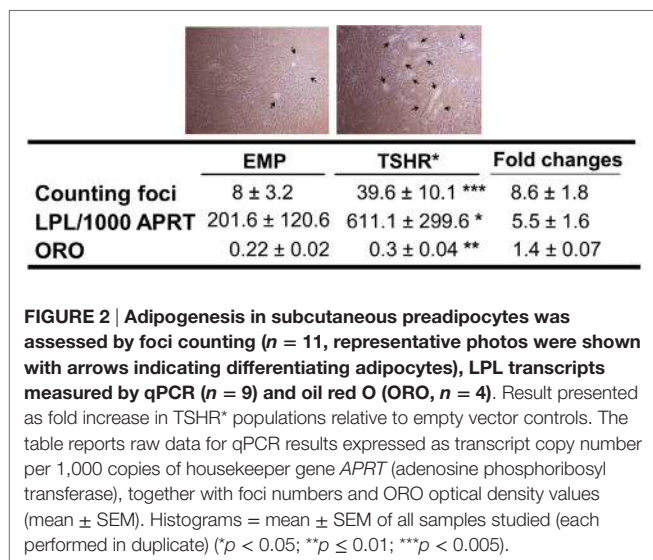 EMP TSHR* Fold changes
Counting foci 8 ± 3.2 39.6 ± 10.1 *** 8.6 ± 1.8
LPL/1000 APRT 201.6 ± 120.6 611.1 ± 299.6 * 5.5 ± 1.6
ORO 0.22 ± 0.02 0.3 ± 0.04 ** 1.4 ± 0.07
FIGURE 2 | Adipogenesis in subcutaneous preadipocytes was
assessed by foci counting (n = 11, representative photos were shown
with arrows indicating differentiating adipocytes), LPL transcripts
measured by qPCR (n = 9) and oil red O (ORO, n = 4). Result presented
as fold increase in TSHR* populations relative to empty vector controls. The
table reports raw data for qPCR results expressed as transcript copy number
per 1,000 copies of housekeeper gene APRT (adenosine phosphoribosyl
transferase), together with foci numbers and ORO optical density values
(mean ± SEM). Histograms = mean ± SEM of all samples studied (each
performed in duplicate) (*p < 0.05; **p ≤ 0.01; ***p < 0.005).